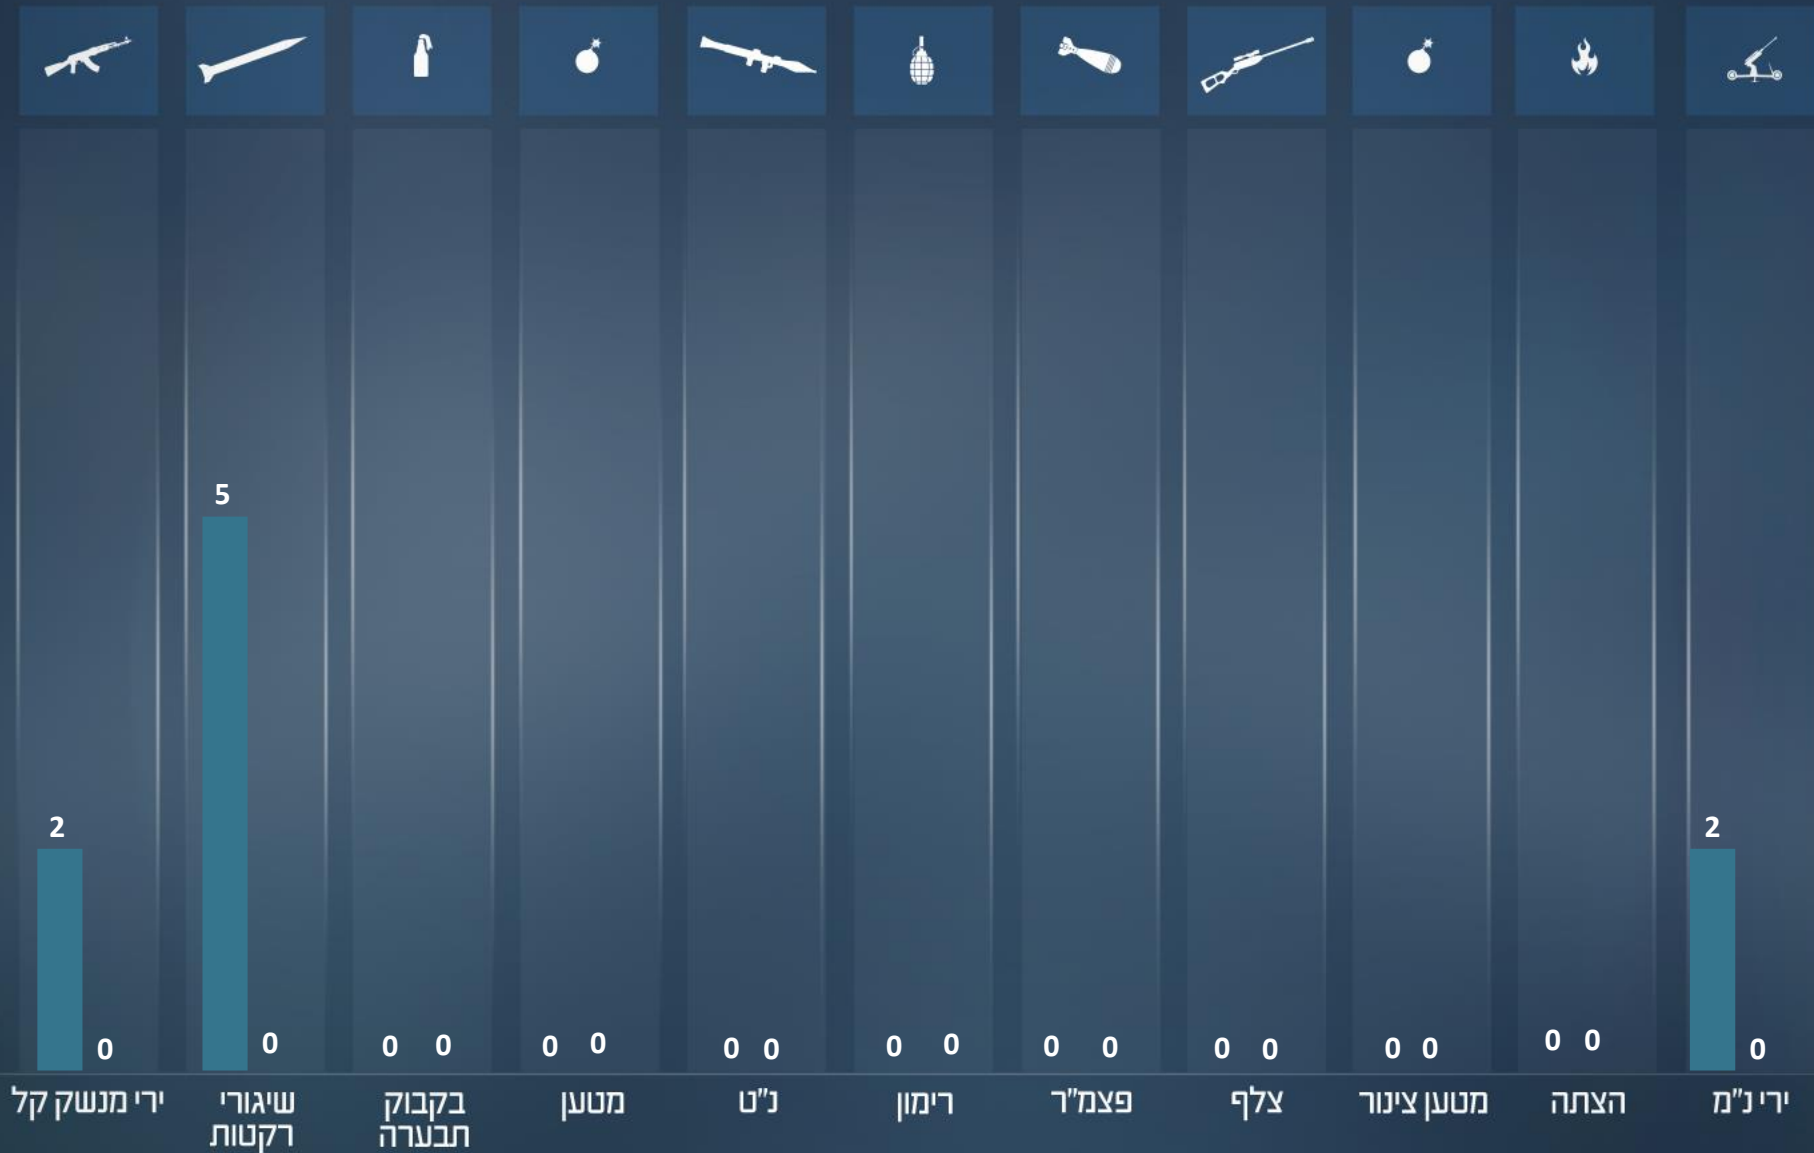 2
5
2
0
0
0 0
0 0
0 0
0 0
0 0
0 0
0 0
0 0
0
ירי מנשק קל
שיגורי
רקטות
בקבוק
תבערה
מטען
נ"ט
רימון
פצמ"ר
צלף
מטען צינור
הצתה
ירי נ"מ